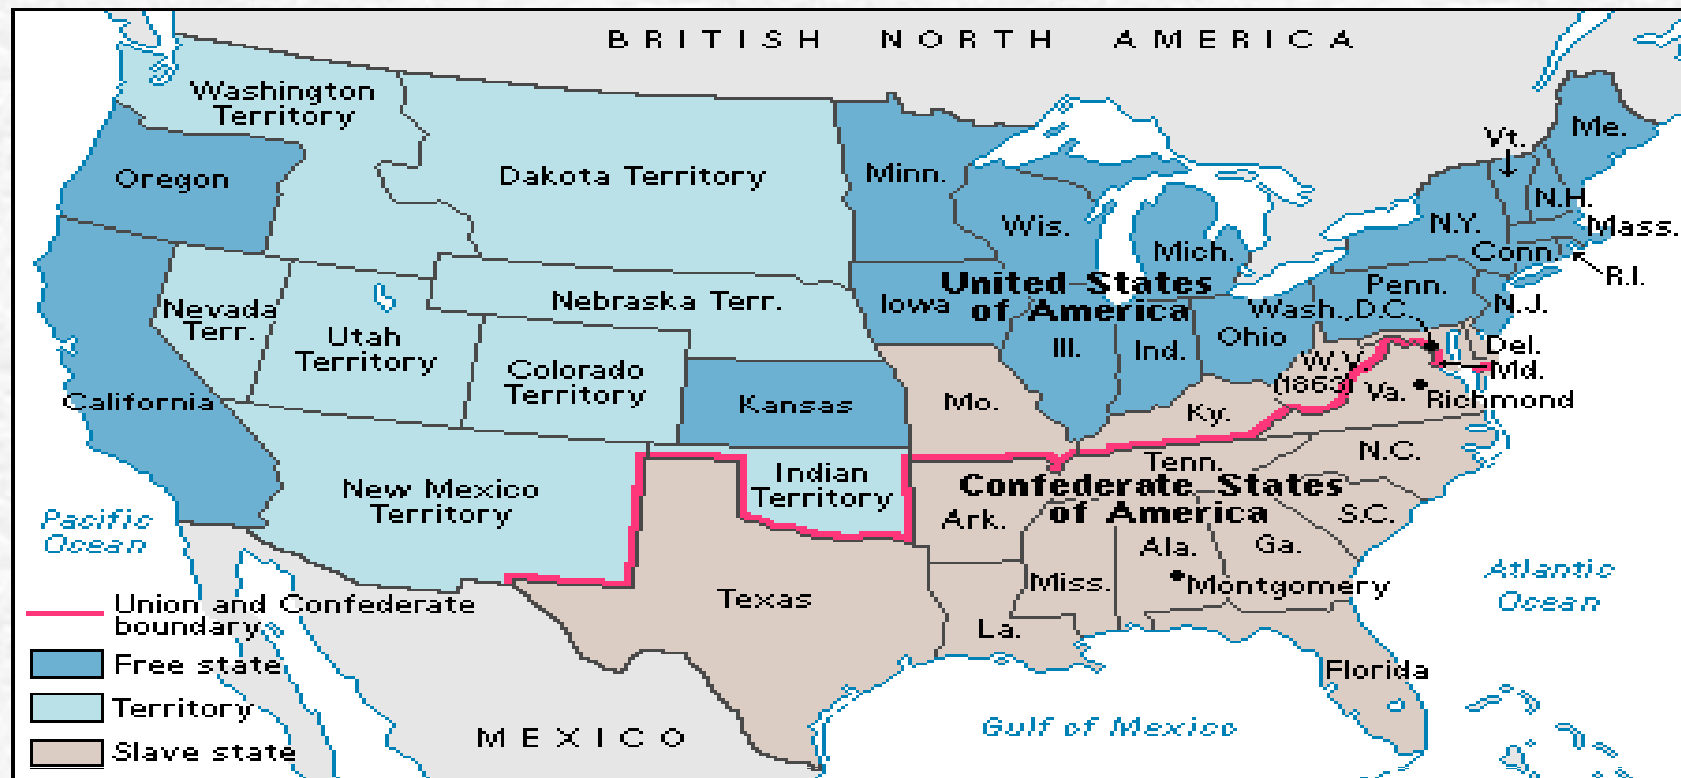 BRITISH NORTH AMERICA
Washington
Territory
Oregon
Dakota Territory
Minn.
Wis.
Mich.
Vt.
Me.
N.H.
N.Y.
Mass.
Conn.
R.I.
Nevada
Terr.
Utah
Territory
Nebraska Terr.
Iowa
United States
of America
Penn.
N.J.
Wash., D.C.
Ohio
Ill.
Ind.
Del.
Md.
California
Colorado
Territory
Kansas
Mo.
Ky.
W.V.
(1863)
Va.
Richmond
New Mexico
Territory
Indian
Territory
Tenn.
N.C.
Confederate States
of America
Ark.
S.C.
Pacific
Ocean
Texas
Miss.
Ala.
Ga.
Montgomery
La.
Florida
Atlantic
Ocean
Gulf of Mexico
MEXICO
Union and Confederate
boundary
Free state
Territory
Slave state